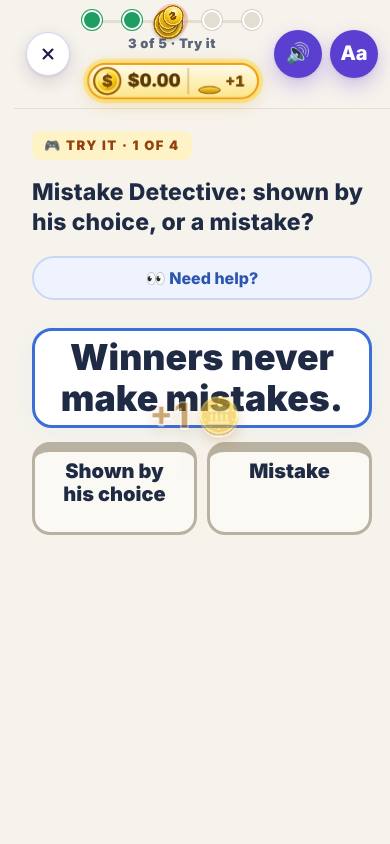 3 of 5 · Try it
$ $0.00 +1
Aa
TRY IT · 1 OF 4
Mistake Detective: shown by
his choice, or a mistake?
Need help?
Winners never
make mistakes.
+1
Shown by
his choice
Mistake